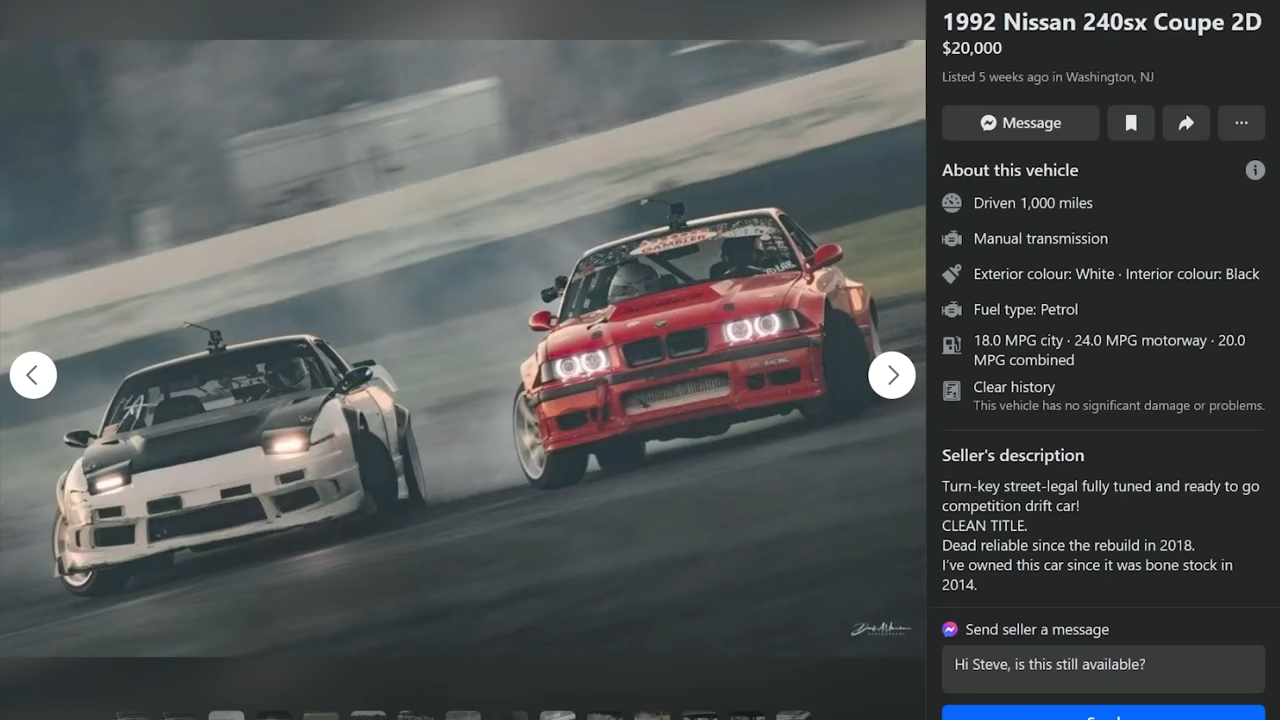 1992 Nissan 240sx Coupe 2D
$20,000
Listed 5 weeks ago in Washington, NJ
Message
About this vehicle
Driven 1,000 miles
Manual transmission
Exterior colour: White · Interior colour: Black
Fuel type: Petrol
18.0 MPG city · 24.0 MPG motorway · 20.0
MPG combined
Clear history
This vehicle has no significant damage or problems.
Seller's description
Turn-key street-legal fully tuned and ready to go
competition drift car!
CLEAN TITLE.
Dead reliable since the rebuild in 2018.
I've owned this car since it was bone stock in
2014.
Send seller a message
Hi Steve, is this still available?
GAMBLER